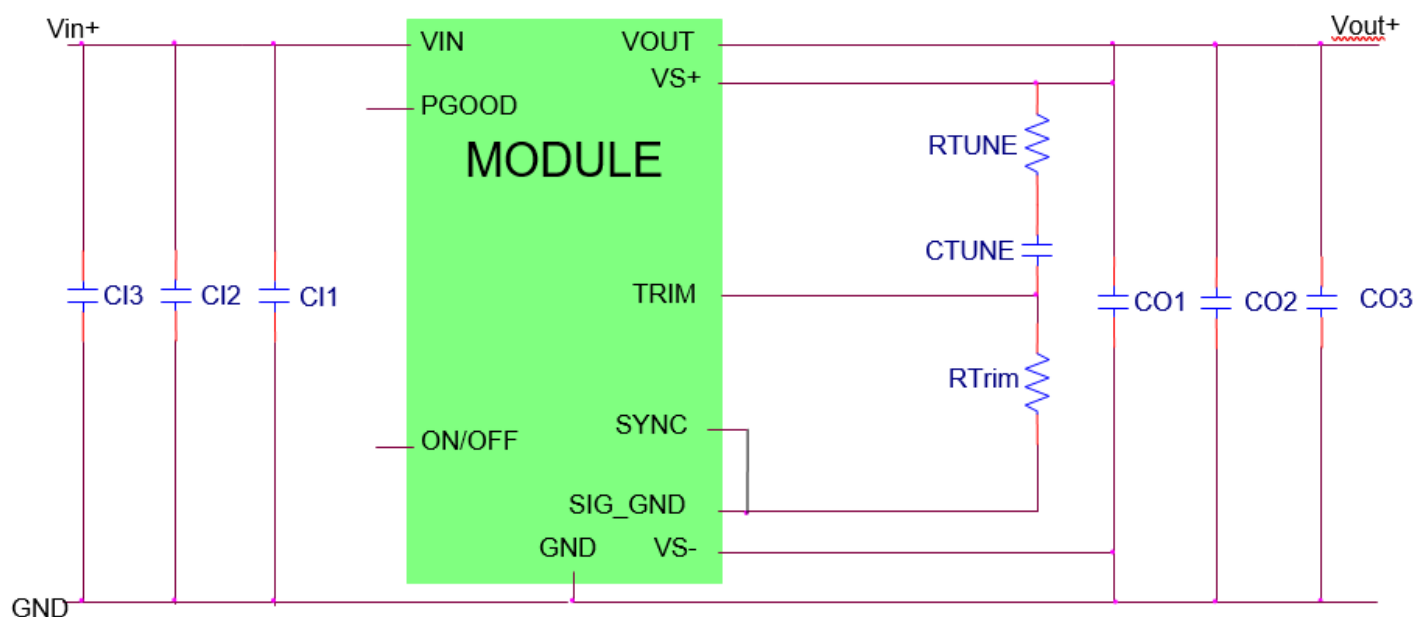 Vin+
Vout+
VIN
VOUT
VS+
PGOOD
MODULE
RTUNE
CTUNE
TRIM
CI3
CI2
CI1
CO1
CO2
CO3
RTrim
SYNC
ON/OFF
SIG_GND
GND
VS-
GND